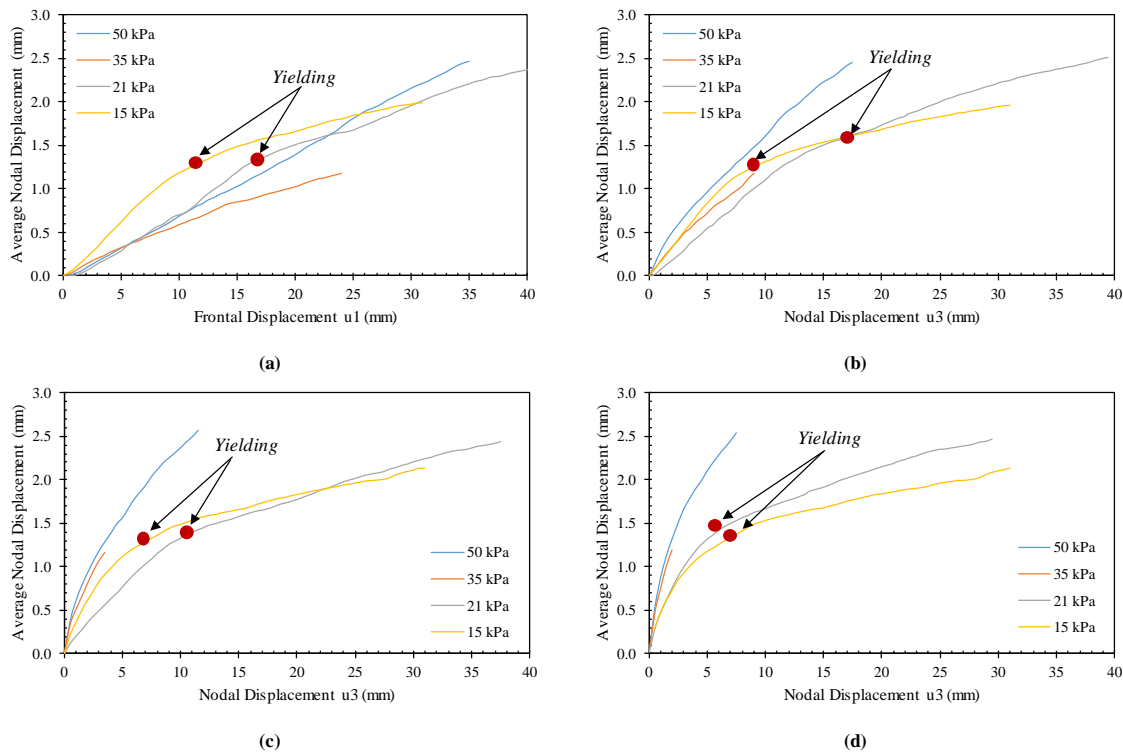 3.0
2.5
2.0
1.5
1.0
0.5
0.0
Average Nodal Displacement (mm)
50 kPa
35 kPa
21 kPa
15 kPa
Yielding
0 5 10 15 20 25 30 35 40
Frontal Displacement u1 (mm)
(a)
3.0
2.5
2.0
1.5
1.0
0.5
0.0
Average Nodal Displacement (mm)
50 kPa
35 kPa
21 kPa
15 kPa
Yielding
0 5 10 15 20 25 30 35 40
Nodal Displacement u3 (mm)
(b)
3.0
2.5
2.0
1.5
1.0
0.5
0.0
Average Nodal Displacement (mm)
Yielding
50 kPa
35 kPa
21 kPa
15 kPa
0 5 10 15 20 25 30 35 40
Nodal Displacement u3 (mm)
(c)
3.0
2.5
2.0
1.5
1.0
0.5
0.0
Average Nodal Displacement (mm)
Yielding
50 kPa
35 kPa
21 kPa
15 kPa
0 5 10 15 20 25 30 35 40
Nodal Displacement u3 (mm)
(d)